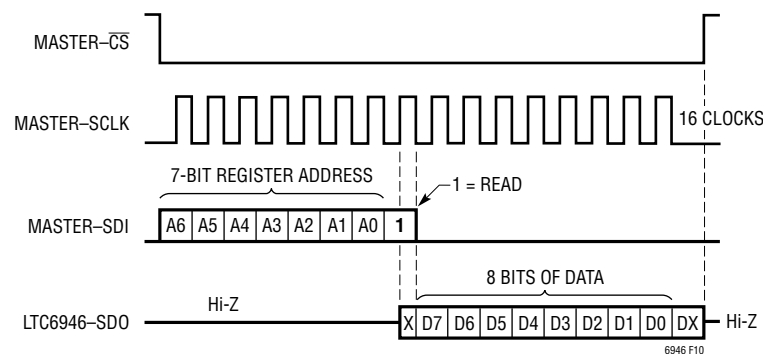 MASTER–CS
MASTER–SCLK
16 CLOCKS
7-BIT REGISTER ADDRESS
1 = READ
MASTER–SDI
A6 A5 A4 A3 A2 A1 A0 1
8 BITS OF DATA
Hi-Z
LTC6946–SDO
X D7 D6 D5 D4 D3 D2 D1 D0 DX
Hi-Z
6946 F10